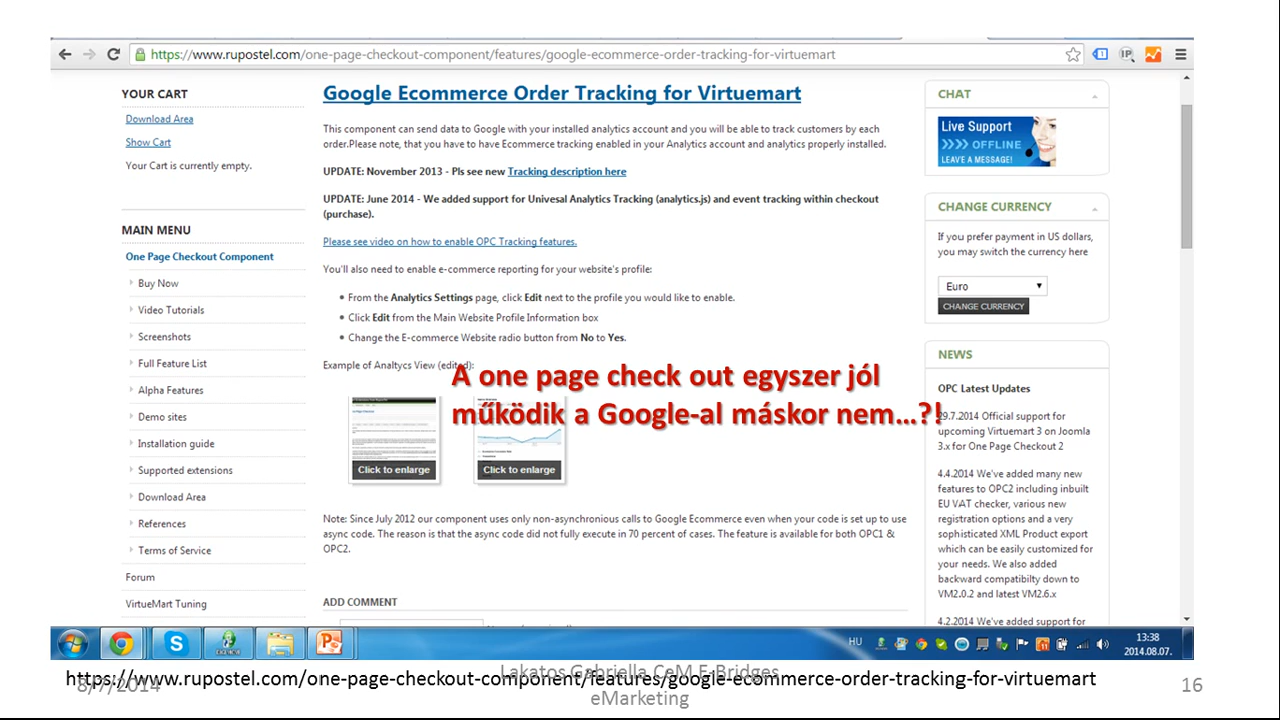 https://www.rupostel.com/one-page-checkout-component/features/google-ecommerce-order-tracking-for-virtuemart
IP
YOUR CART
Download Area
Show Cart
Your Cart is currently empty.
MAIN MENU
One Page Checkout Component
Buy Now
Video Tutorials
Screenshots
Full Feature List
Alpha Features
Demo sites
Installation guide
Supported extensions
Download Area
References
Terms of Service
Forum
VirtueMart Tuning
Google Ecommerce Order Tracking for Virtuemart
This component can send data to Google with your installed analytics account and you will be able to track customers by each
order.Please note, that you have to have Ecommerce tracking enabled in your Analytics account and analytics properly installed.
UPDATE: November 2013 - Pls see new Tracking description here
UPDATE: June 2014 - We added support for Univesal Analytics Tracking (analytics.js) and event tracking within checkout
(purchase).
Please see video on how to enable OPC Tracking features.
You'll also need to enable e-commerce reporting for your website's profile:
• From the Analytics Settings page, click Edit next to the profile you would like to enable.
• Click Edit from the Main Website Profile Information box
• Change the E-commerce Website radio button from No to Yes.
Example of Analtycs View (edited):
A one page check out egyszer jól
működik a Google-al máskor nem...?!
Click to enlarge
Click to enlarge
Note: Since July 2012 our component uses only non-asynchronious calls to Google Ecommerce even when your code is set up to use
async code. The reason is that the async code did not fully execute in 70 percent of cases. The feature is available for both OPC1 &
OPC2.
ADD COMMENT
CHAT
Live Support
OFFLINE
LEAVE A MESSAGE!
CHANGE CURRENCY
If you prefer payment in US dollars,
you may switch the currency here
Euro
CHANGE CURRENCY
NEWS
OPC Latest Updates
29.7.2014 Official support for
upcoming Virtuemart 3 on Joomla
3.x for One Page Checkout 2
4.4.2014 We've added many new
features to OPC2 including inbuilt
EU VAT checker, various new
registration options and a very
sophisticated XML Product export
which can be easily customized for
your needs. We also added
backward compatibilty down to
VM2.0.2 and latest VM2.6.x
4.2.2014 Added support for
HU
13:38
2014.08.07.
https://www.rupostel.com/one-page-checkout-component/features/google-ecommerce-order-tracking-for-virtuemart
8/7/2014
Lakatos Gabriella CeM E-Bridges
eMarketing
16